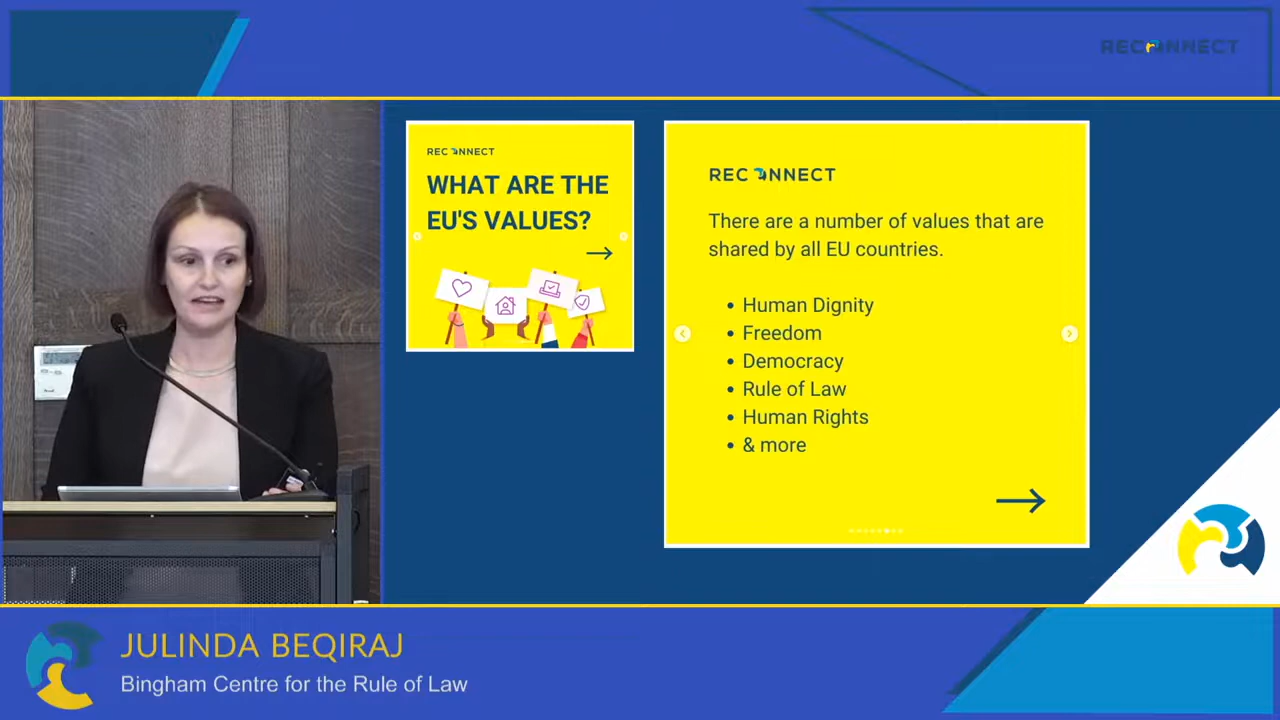 RECONNECT
RECONNECT
WHAT ARE THE
EU'S VALUES?
RECONNECT
There are a number of values that are
shared by all EU countries.
• Human Dignity
• Freedom
• Democracy
• Rule of Law
• Human Rights
• & more
JULINDA BEQIRAJ
Bingham Centre for the Rule of Law